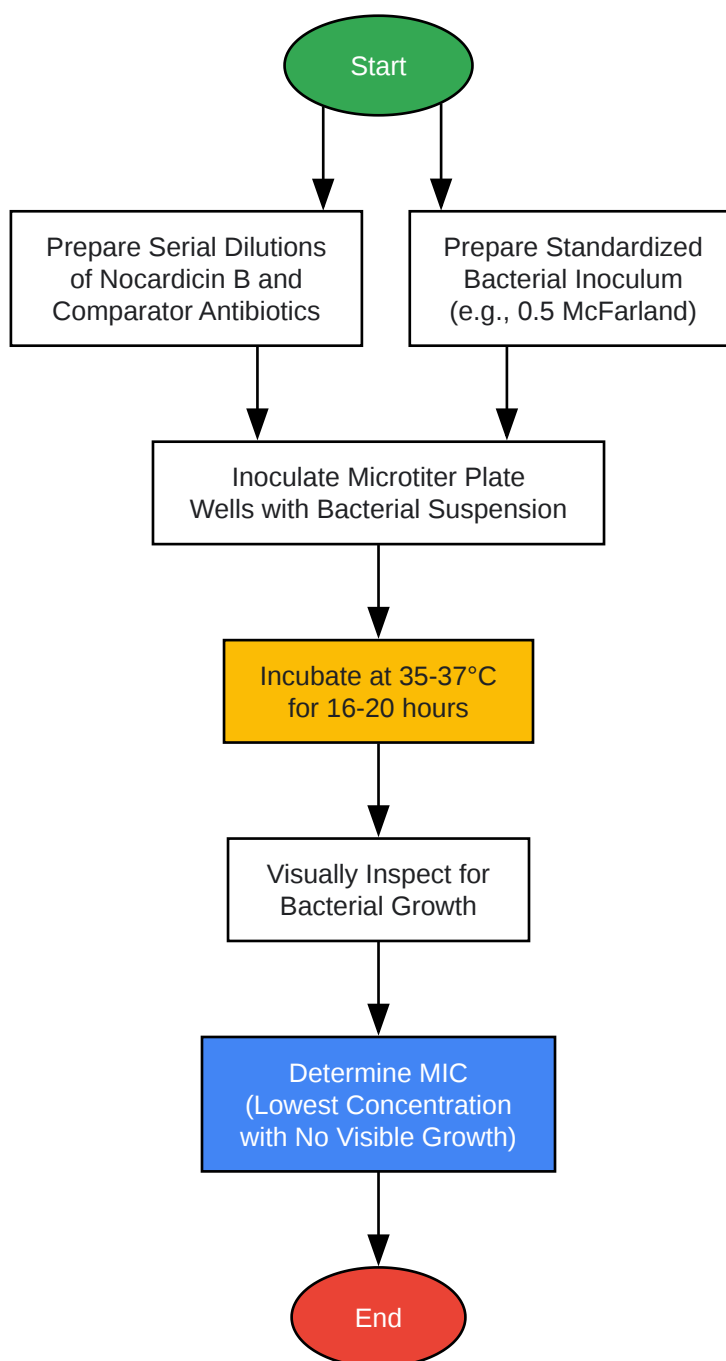 Start
Prepare Serial Dilutions
of Nocardicin B and
Comparator Antibiotics
Prepare Standardized
Bacterial Inoculum
(e.g., 0.5 McFarland)
Inoculate Microtiter Plate
Wells with Bacterial Suspension
Incubate at 35-37°C
for 16-20 hours
Visually Inspect for
Bacterial Growth
Determine MIC
(Lowest Concentration
with No Visible Growth)
End